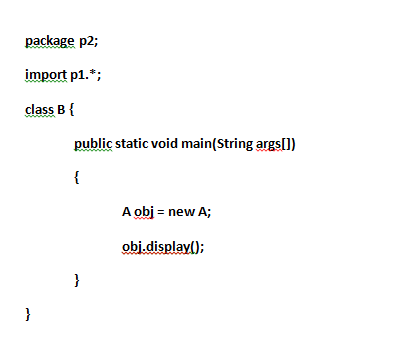 package p2;
import p1.*;
class B {
public static void main(String args[])
{
A obj = new A;
obj.display();
}
}